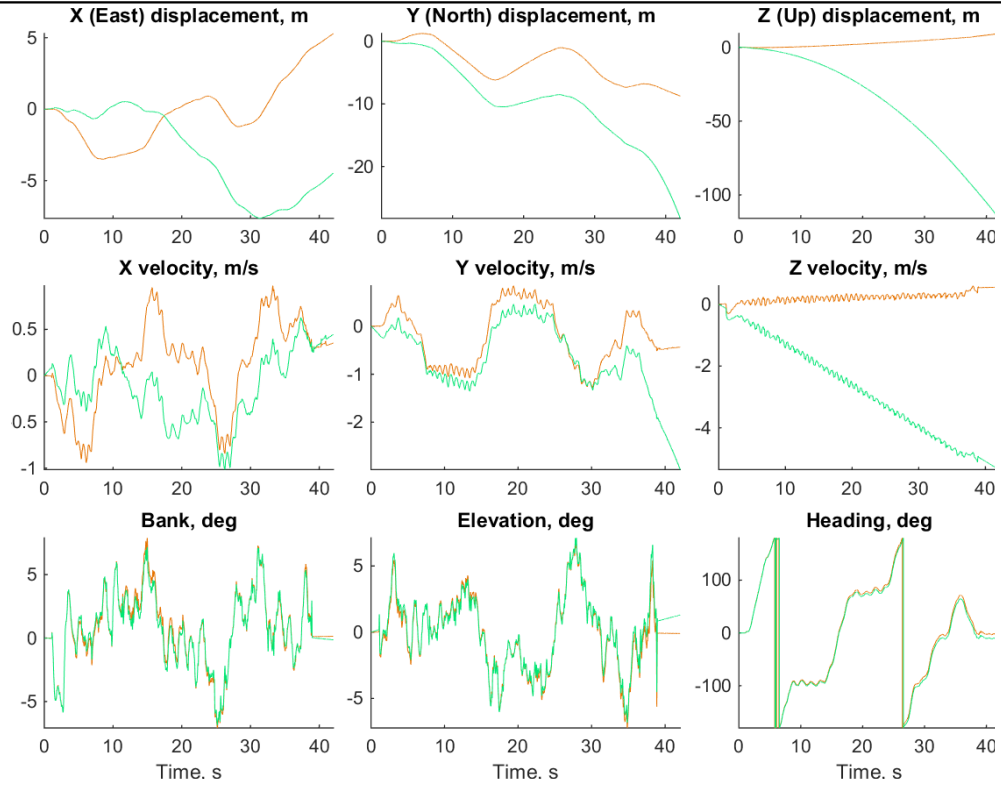 X (East) displacement, m Y (North) displacement, m Z (Up) displacement, m
5 0 0
0 -10 -50
-5 -20 -100
0 10 20 30 40 0 10 20 30 40 0 10 20 30 40
X velocity, m/s Y velocity, m/s Z velocity, m/s
0.5 0 0
0 -1 -2
0.5 -2 -4
-1
0 10 20 30 40 0 10 20 30 40 0 10 20 30 40
Bank, deg Elevation, deg Heading, deg
5 5 100
0 0 0
-5 -5 -100
0 10 20 30 40 0 10 20 30 40 0 10 20 30 40
Time. s Time. s Time. s